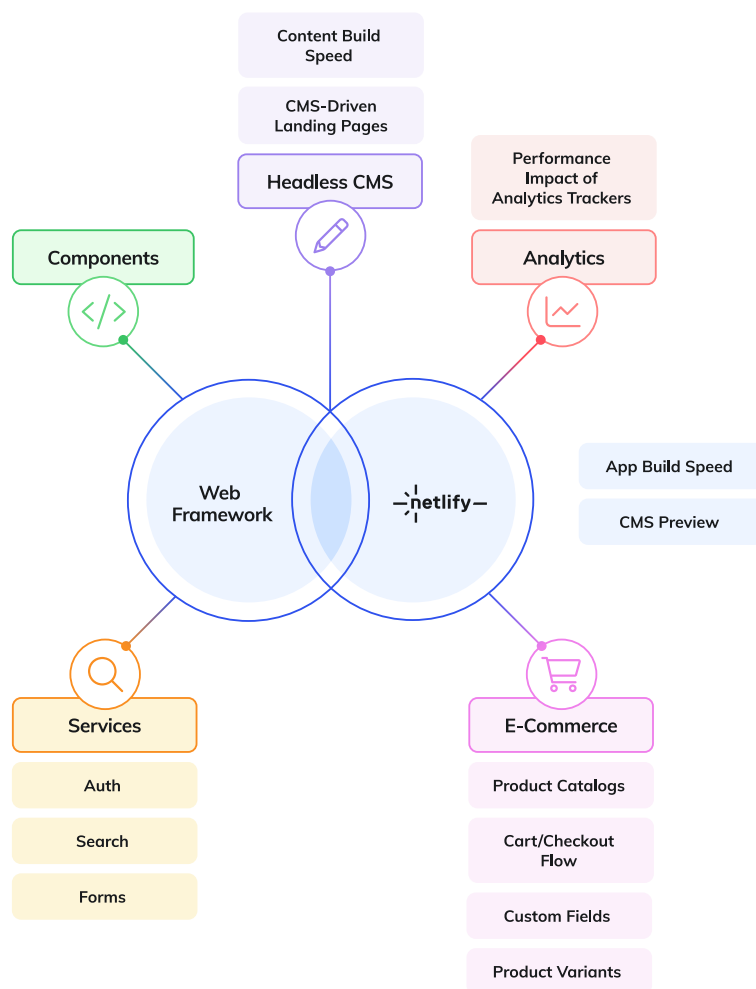 Content Build
Speed
CMS-Driven
Landing Pages
Headless CMS
Performance
Impact of
Analytics Trackers
Components
Analytics
Web
Framework
netlify
App Build Speed
CMS Preview
Services
Auth
Search
Forms
E-Commerce
Product Catalogs
Cart/Checkout
Flow
Custom Fields
Product Variants